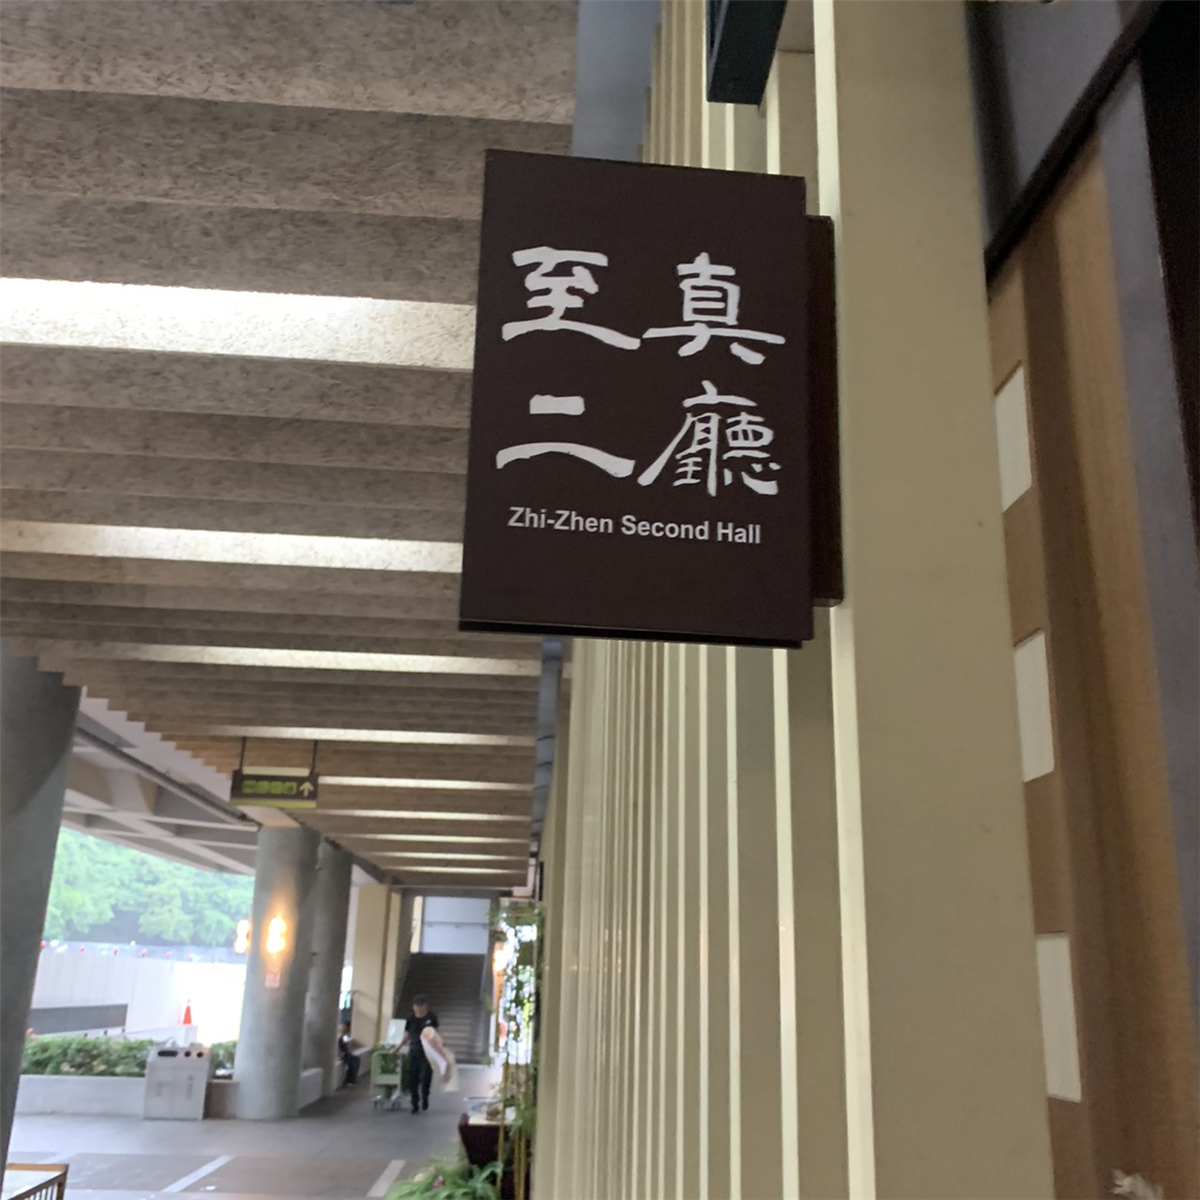 至真
二廳
Zhi-Zhen Second Hall